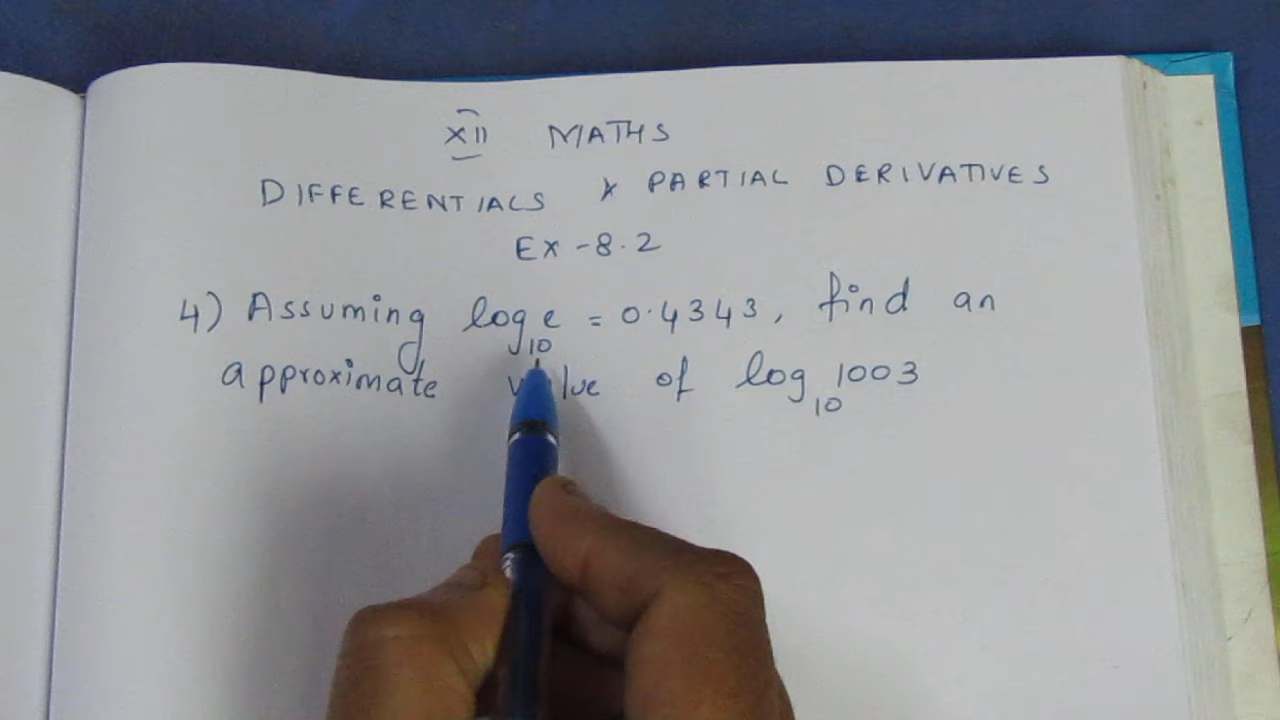 XII MATHS
DIFFERENTIALS & PARTIAL DERIVATIVES
EX - 8.2
4) Assuming log₁₀ e = 0.4343, find an
approximate value of log₁₀ 1003